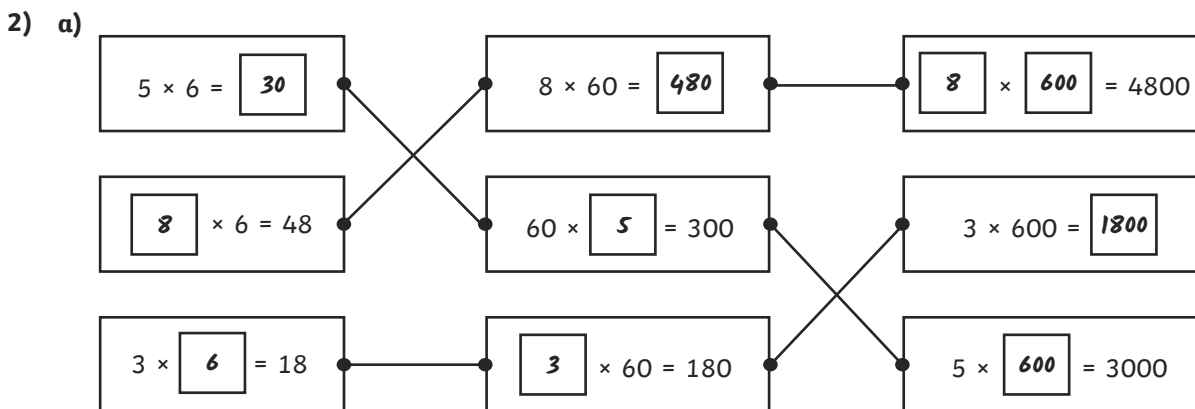 2) a)
5 × 6 = 30
8 × 60 = 480
8 × 600 = 4800
8 × 6 = 48
60 × 5 = 300
3 × 600 = 1800
3 × 6 = 18
3 × 60 = 180
5 × 600 = 3000